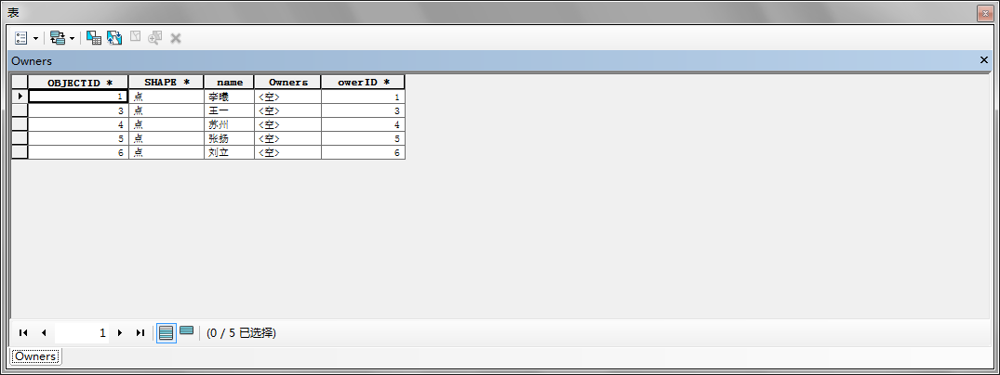 表
Owners
OBJECTID * SHAPE * name Owners owerID *
1 点 李曦 <空> 1
3 点 王一 <空> 3
4 点 苏州 <空> 4
5 点 张扬 <空> 5
6 点 刘立 <空> 6
1 (0 / 5 已选择)
Owners